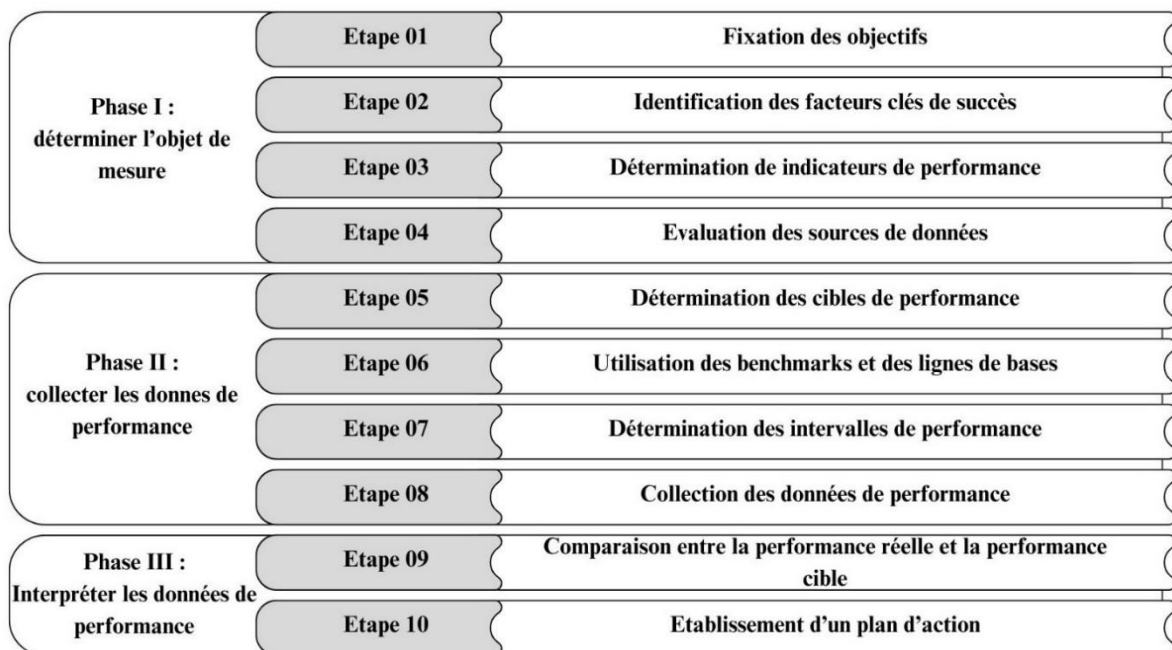 Phase I :
déterminer l'objet de
mesure
Etape 01
Fixation des objectifs
Etape 02
Identification des facteurs clés de succès
Etape 03
Détermination de indicateurs de performance
Etape 04
Evaluation des sources de données
Phase II :
collecter les donnes de
performance
Etape 05
Détermination des cibles de performance
Etape 06
Utilisation des benchmarks et des lignes de bases
Etape 07
Détermination des intervalles de performance
Etape 08
Collection des données de performance
Phase III :
Interpréter les données de
performance
Etape 09
Comparaison entre la performance réelle et la performance
cible
Etape 10
Etablissement d'un plan d'action